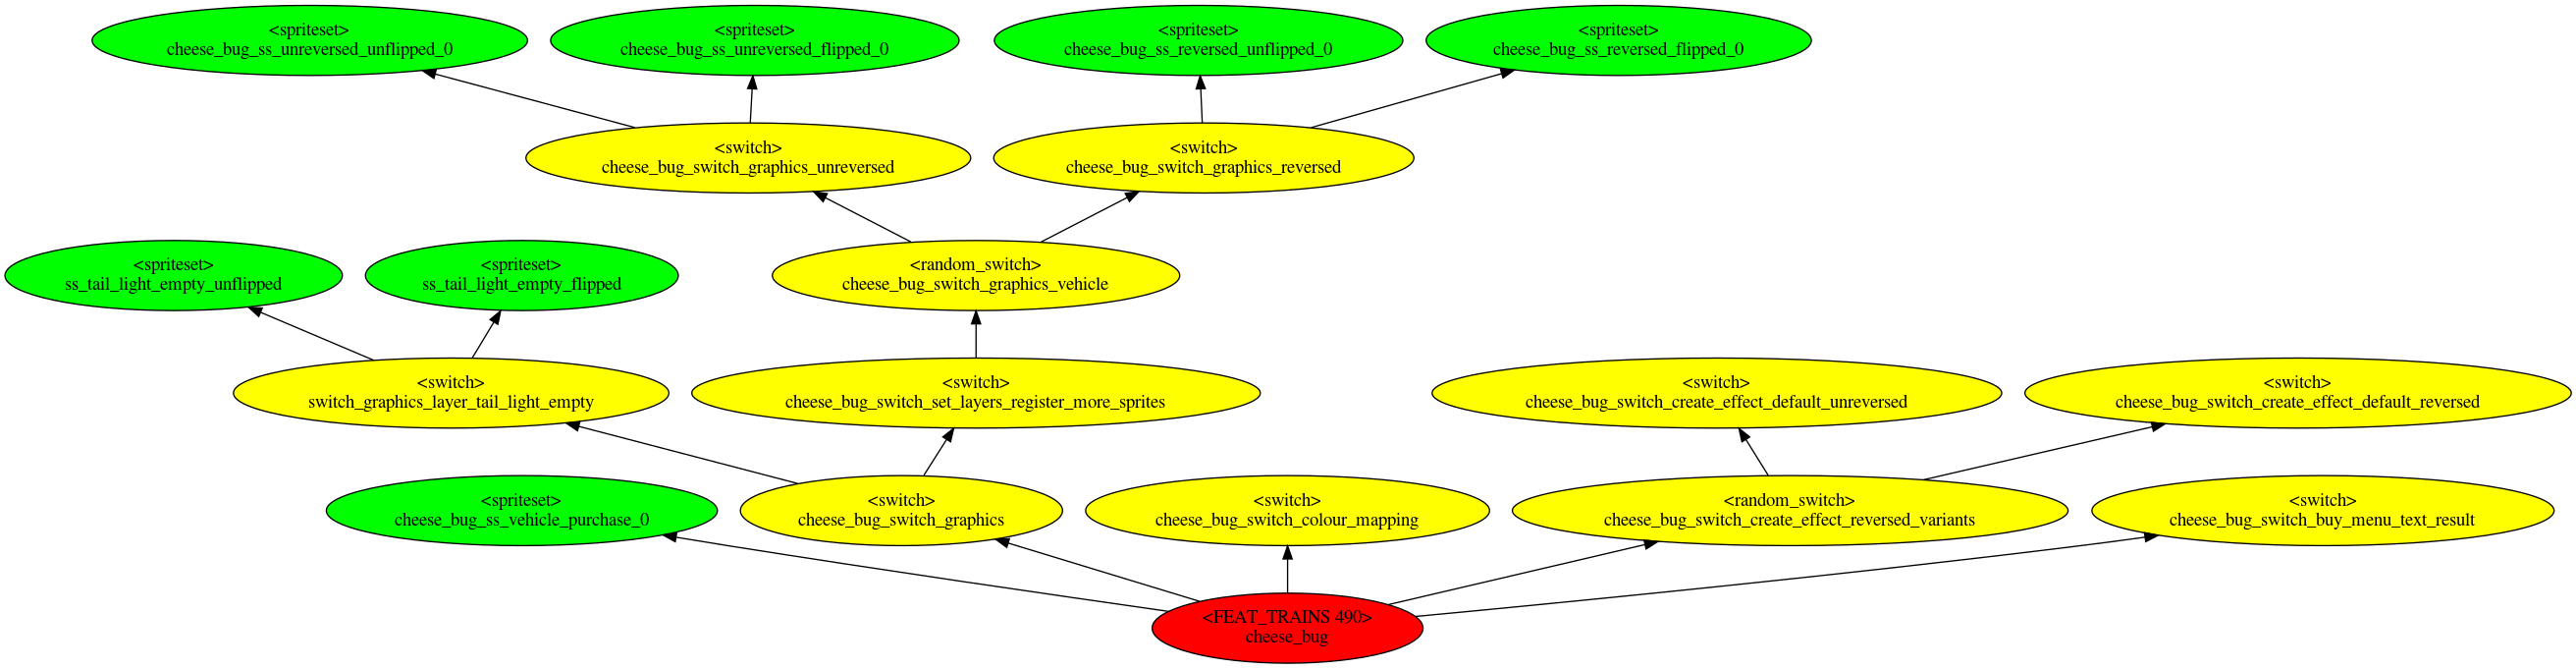 <spriteset>
cheese_bug_ss_unreversed_unflipped_0
<spriteset>
cheese_bug_ss_unreversed_flipped_0
<spriteset>
cheese_bug_ss_reversed_unflipped_0
<spriteset>
cheese_bug_ss_reversed_flipped_0
<switch>
cheese_bug_switch_graphics_unreversed
<switch>
cheese_bug_switch_graphics_reversed
<spriteset>
ss_tail_light_empty_unflipped
<spriteset>
ss_tail_light_empty_flipped
<random_switch>
cheese_bug_switch_graphics_vehicle
<switch>
switch_graphics_layer_tail_light_empty
<switch>
cheese_bug_switch_set_layers_register_more_sprites
<switch>
cheese_bug_switch_create_effect_default_unreversed
<switch>
cheese_bug_switch_create_effect_default_reversed
<spriteset>
cheese_bug_ss_vehicle_purchase_0
<switch>
cheese_bug_switch_graphics
<switch>
cheese_bug_switch_colour_mapping
<random_switch>
cheese_bug_switch_create_effect_reversed_variants
<switch>
cheese_bug_switch_buy_menu_text_result
<FEAT_TRAINS 490>
cheese_bug